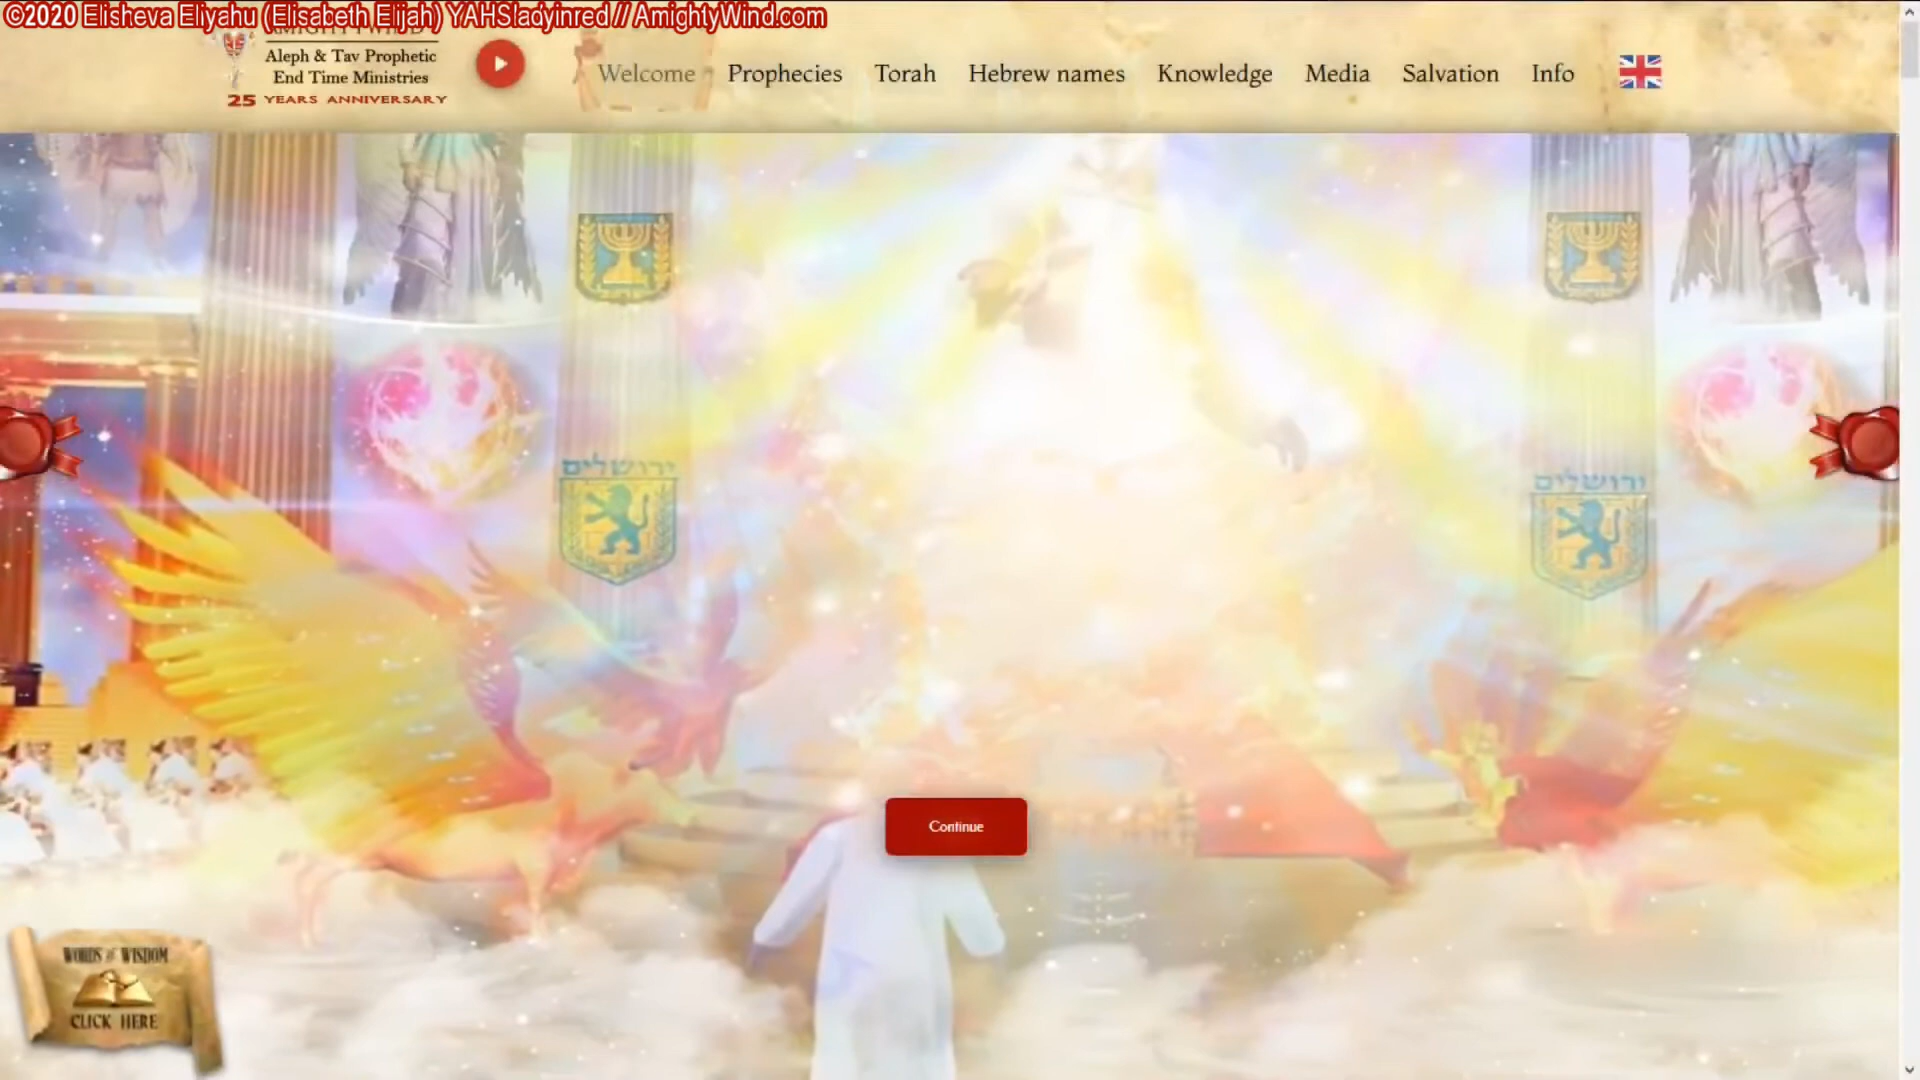 ©2020 Elisheva Eliyahu (Elisabeth Elijah) YAHSladyinred // AmightyWind.com
Aleph & Tav Prophetic
End Time Ministries
25 YEARS ANNIVERSARY
Welcome
Prophecies
Torah
Hebrew names
Knowledge
Media
Salvation
Info
ירושלים
ירושלים
Continue
WORDS of WISDOM
CLICK HERE